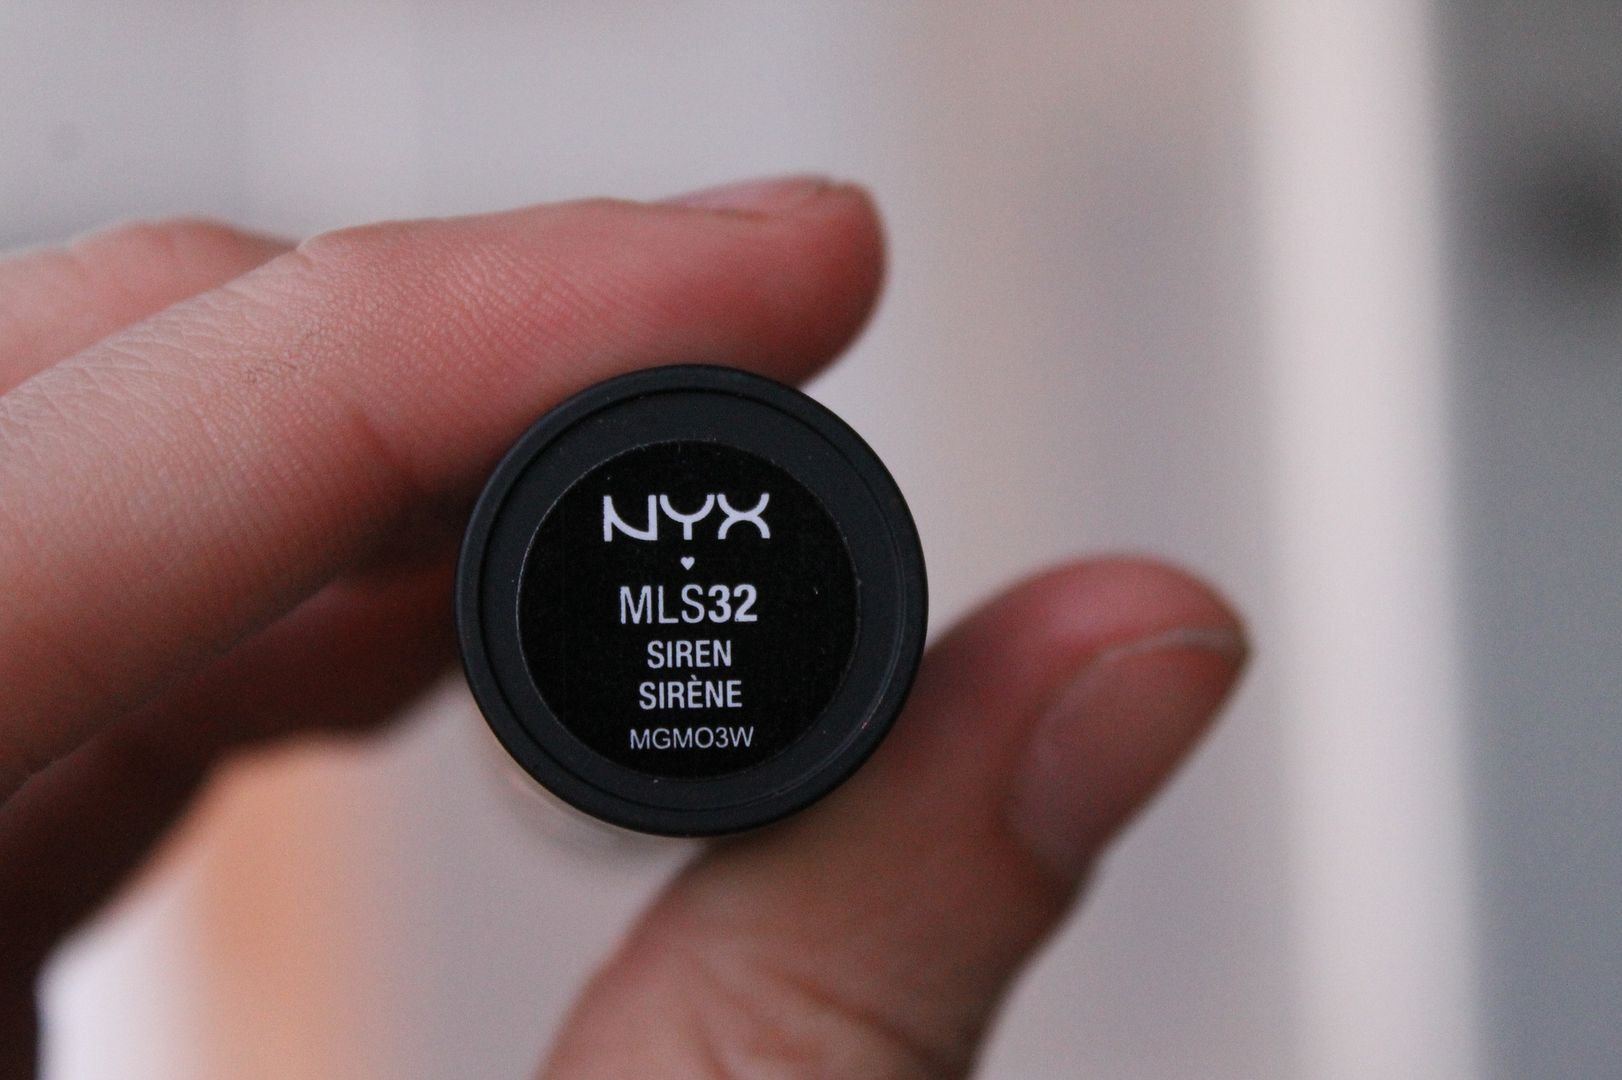 NYX
MLS32
SIREN
SIRÈNE
MGMO3W